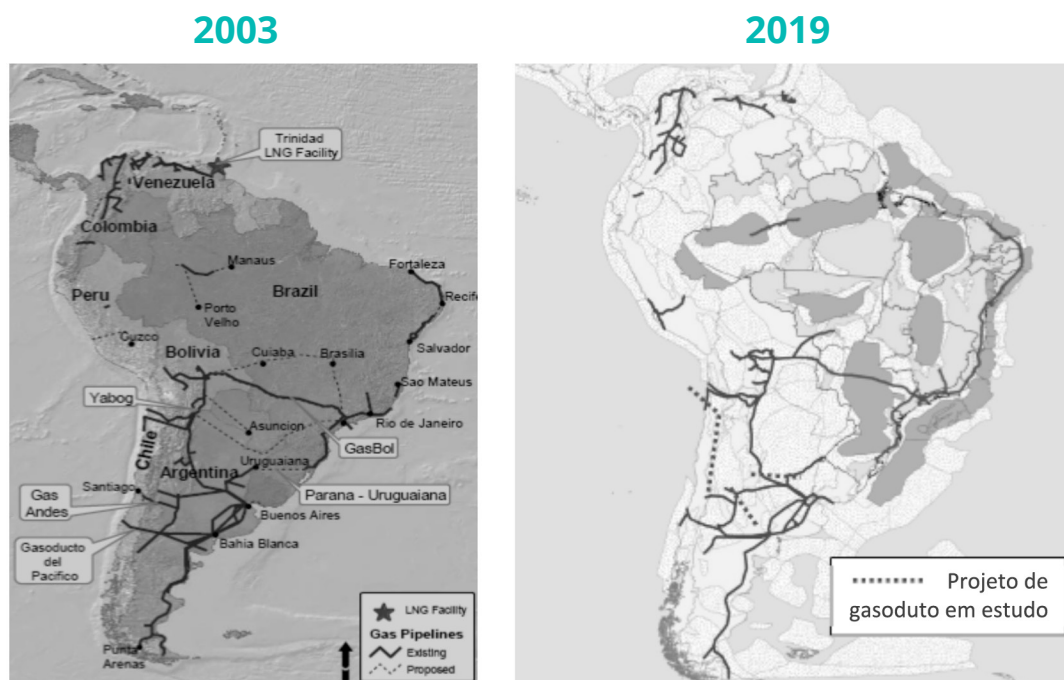 2003
Trinidad
LNG Facility
Venezuela
Colombia
Manaus
Fortaleza
Brazil
Recife
Peru
Porto
Velho
Cuzco
Salvador
Bolivia
Cuiaba
Brasilia
Sao Mateus
Yabog
Asuncion
Rio de Janeiro
Chile
GasBol
Uruguaiana
Argentina
Santiago
Parana - Uruguaiana
Gas
Andes
Buenos Aires
Bahia Blanca
Gasoducto
del
Pacifico
LNG Facility
Gas Pipelines
Existing
Proposed
Punta
Arenas
2019
Projeto de
gasoduto em estudo